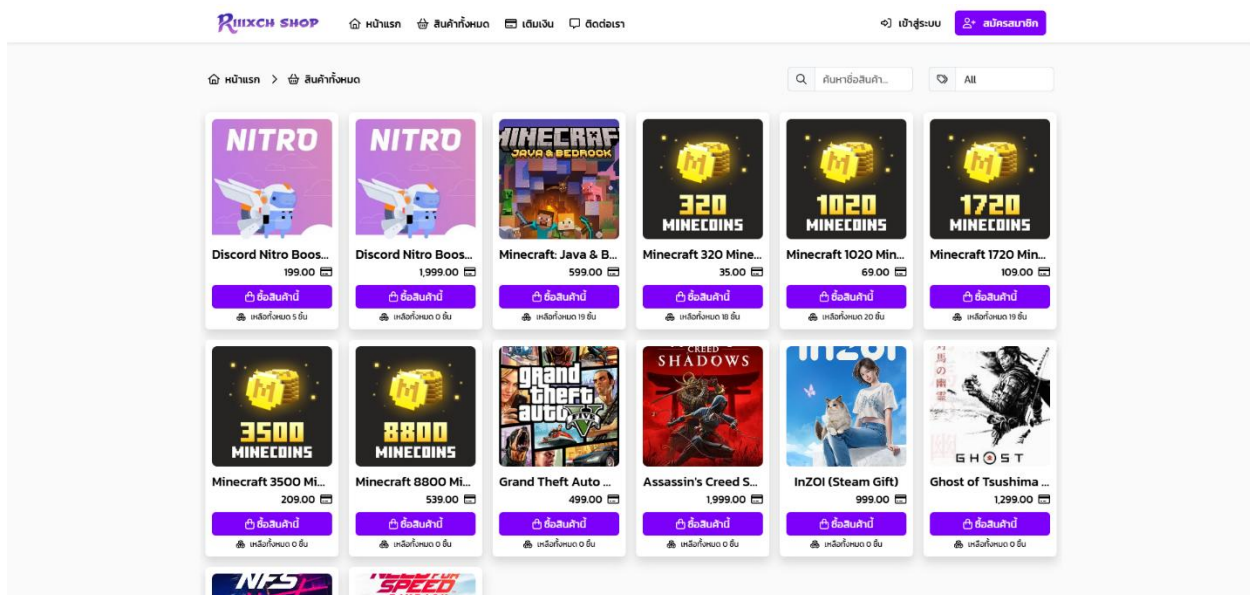 RIIIXCH SHOP หน้าแรก สินค้าทั้งหมด เติมเงิน ติดต่อเรา เข้าสู่ระบบ สมัครสมาชิก
หน้าแรก > สินค้าทั้งหมด ค้นหาชื่อสินค้า... All
NITRO NITRO MINECRAFT
JAVA & BEDROCK
320 1020 1720
MINECOINS MINECOINS MINECOINS
Discord Nitro Boos... Discord Nitro Boos... Minecraft: Java & B... Minecraft 320 Mine... Minecraft 1020 Min... Minecraft 1720 Min...
199.00 1,999.00 599.00 35.00 69.00 109.00
ซื้อสินค้านี้ ซื้อสินค้านี้ ซื้อสินค้านี้ ซื้อสินค้านี้ ซื้อสินค้านี้ ซื้อสินค้านี้
เหลือทั้งหมด 5 ชิ้น เหลือทั้งหมด 0 ชิ้น เหลือทั้งหมด 19 ชิ้น เหลือทั้งหมด 18 ชิ้น เหลือทั้งหมด 20 ชิ้น เหลือทั้งหมด 19 ชิ้น
CREED
SHADOWS INZOI
3500 8800 grand theft auto FIVE
MINECOINS MINECOINS GHOST
Minecraft 3500 Mi... Minecraft 8800 Mi... Grand Theft Auto ... Assassin's Creed S... InZOI (Steam Gift) Ghost of Tsushima ...
209.00 539.00 499.00 1,999.00 999.00 1,299.00
ซื้อสินค้านี้ ซื้อสินค้านี้ ซื้อสินค้านี้ ซื้อสินค้านี้ ซื้อสินค้านี้ ซื้อสินค้านี้
เหลือทั้งหมด 0 ชิ้น เหลือทั้งหมด 0 ชิ้น เหลือทั้งหมด 0 ชิ้น เหลือทั้งหมด 0 ชิ้น เหลือทั้งหมด 0 ชิ้น เหลือทั้งหมด 0 ชิ้น
NFS NEED FOR
SPEED